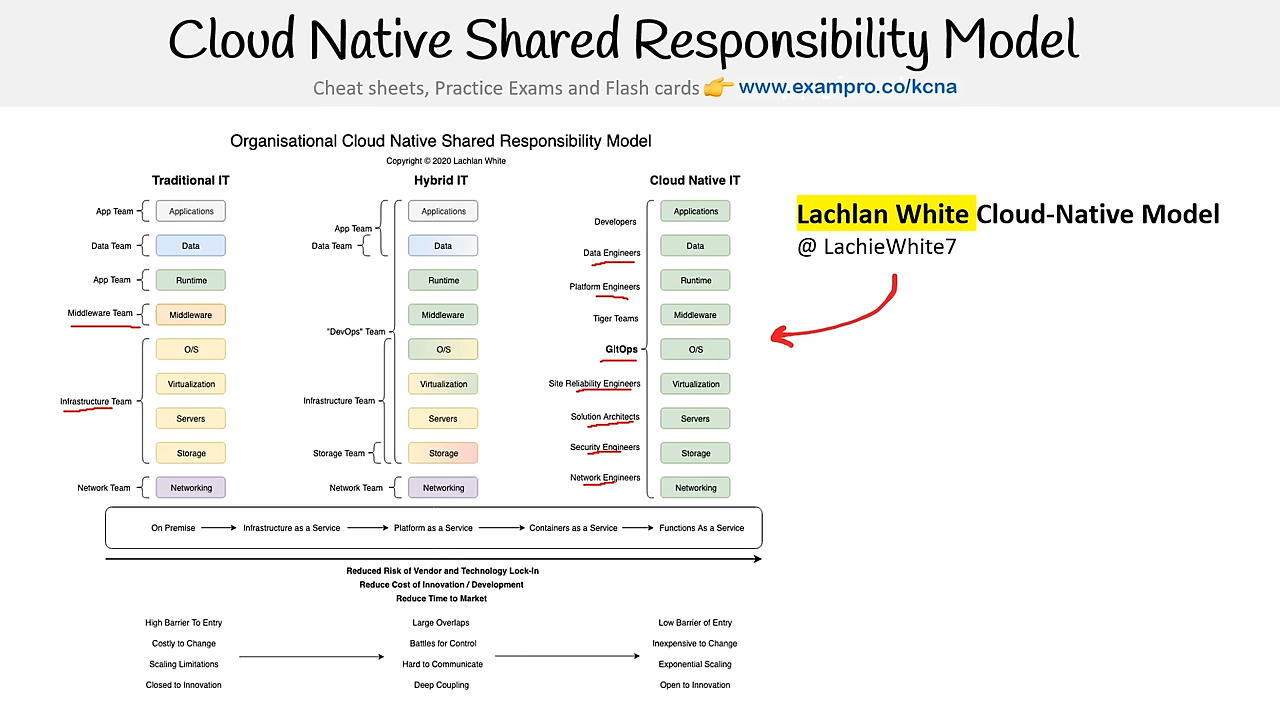 Cloud Native Shared Responsibility Model
Cheat sheets, Practice Exams and Flash cards 👉 www.exampro.co/kcna
Organisational Cloud Native Shared Responsibility Model
Copyright © 2020 Lachlan White
Traditional IT
App Team
Applications
Data Team
Data
App Team
Runtime
Middleware Team
Middleware
O/S
Virtualization
Infrastructure Team
Servers
Storage
Network Team
Networking
Hybrid IT
Applications
App Team
Data Team
Data
Runtime
Middleware
"DevOps" Team
O/S
Virtualization
Infrastructure Team
Servers
Storage Team
Storage
Network Team
Networking
Cloud Native IT
Developers
Data Engineers
Platform Engineers
Tiger Teams
GitOps
Site Reliability Engineers
Solution Architects
Security Engineers
Network Engineers
Applications
Data
Runtime
Middleware
O/S
Virtualization
Servers
Storage
Networking
Lachlan White Cloud-Native Model
@ LachieWhite7
On Premise
Infrastructure as a Service
Platform as a Service
Containers as a Service
Functions As a Service
Reduced Risk of Vendor and Technology Lock-In
Reduce Cost of Innovation / Development
Reduce Time to Market
High Barrier To Entry
Costly to Change
Scaling Limitations
Closed to Innovation
Large Overlaps
Battles for Control
Hard to Communicate
Deep Coupling
Low Barrier of Entry
Inexpensive to Change
Exponential Scaling
Open to Innovation